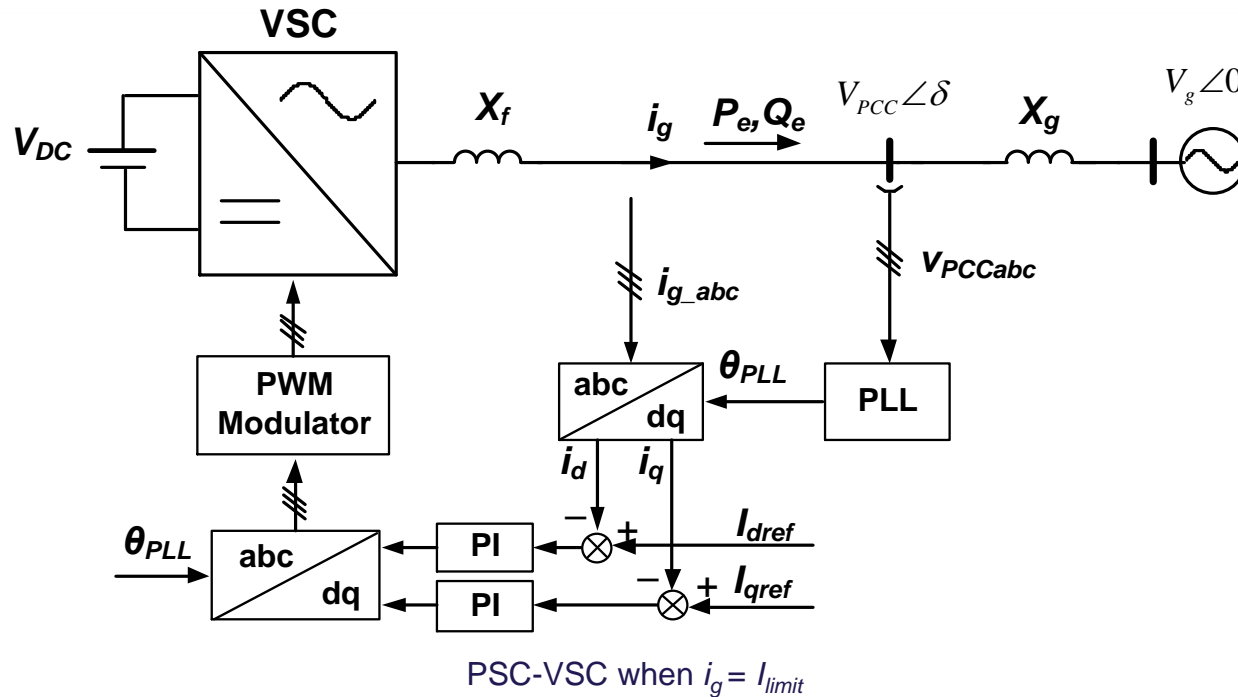 VSC
V_DC
X_f
i_g
P_e, Q_e
V_PCC∠δ
X_g
V_g∠0
i_g_abc
v_PCCabc
PWM
Modulator
abc
dq
θ_PLL
PLL
i_d
i_q
θ_PLL
abc
dq
PI
− +
I_dref
PI
− +
I_qref
PSC-VSC when i_g = I_limit